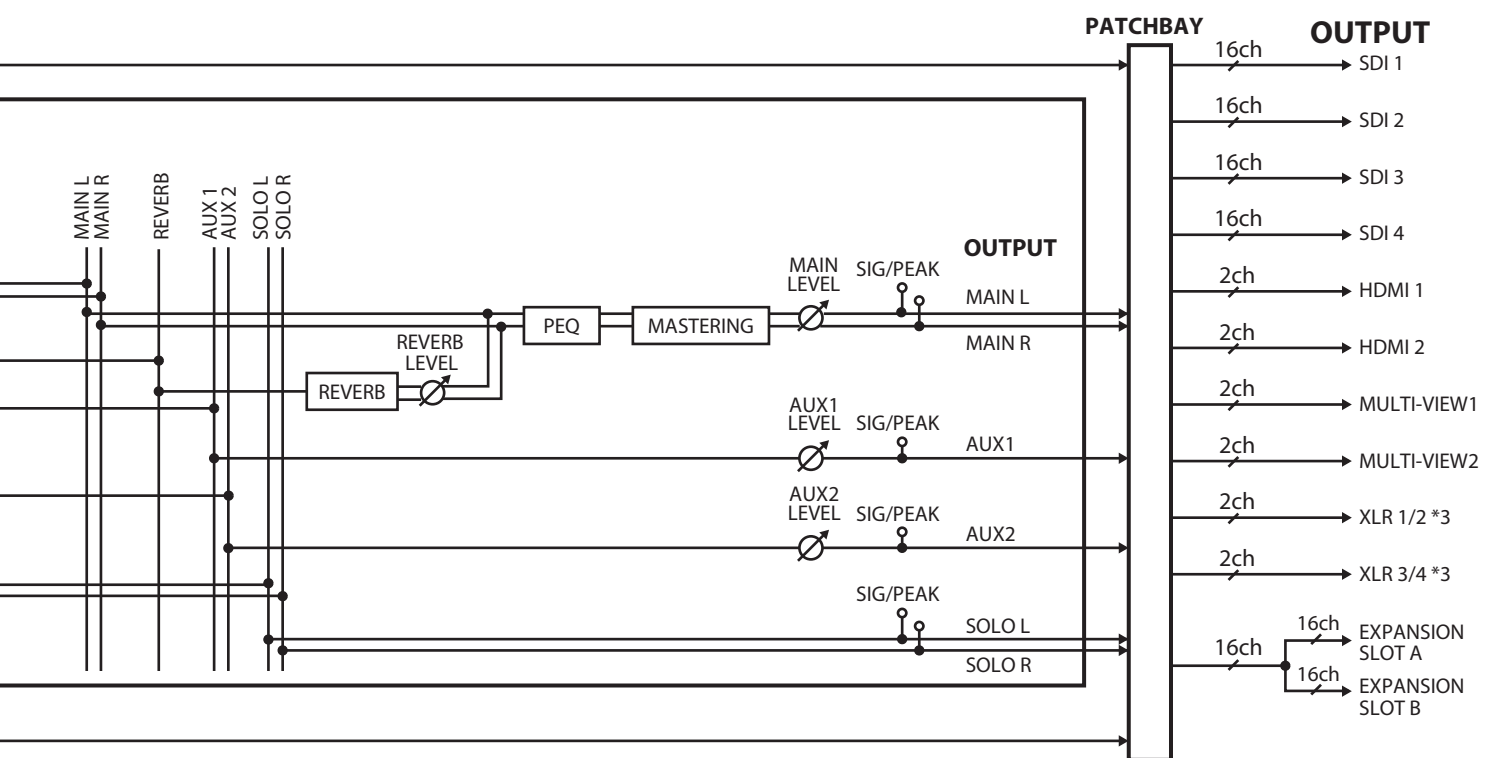 PATCHBAY
OUTPUT
16ch
SDI 1
16ch
SDI 2
16ch
SDI 3
16ch
SDI 4
2ch
HDMI 1
2ch
HDMI 2
2ch
MULTI-VIEW1
2ch
MULTI-VIEW2
2ch
XLR 1/2 *3
2ch
XLR 3/4 *3
16ch
16ch
EXPANSION
SLOT A
16ch
EXPANSION
SLOT B
MAIN L
MAIN R
REVERB
AUX 1
AUX 2
SOLO L
SOLO R
OUTPUT
MAIN
LEVEL
SIG/PEAK
MAIN L
PEQ
MASTERING
MAIN R
REVERB
LEVEL
REVERB
AUX1
LEVEL
SIG/PEAK
AUX1
AUX2
LEVEL
SIG/PEAK
AUX2
SIG/PEAK
SOLO L
SOLO R